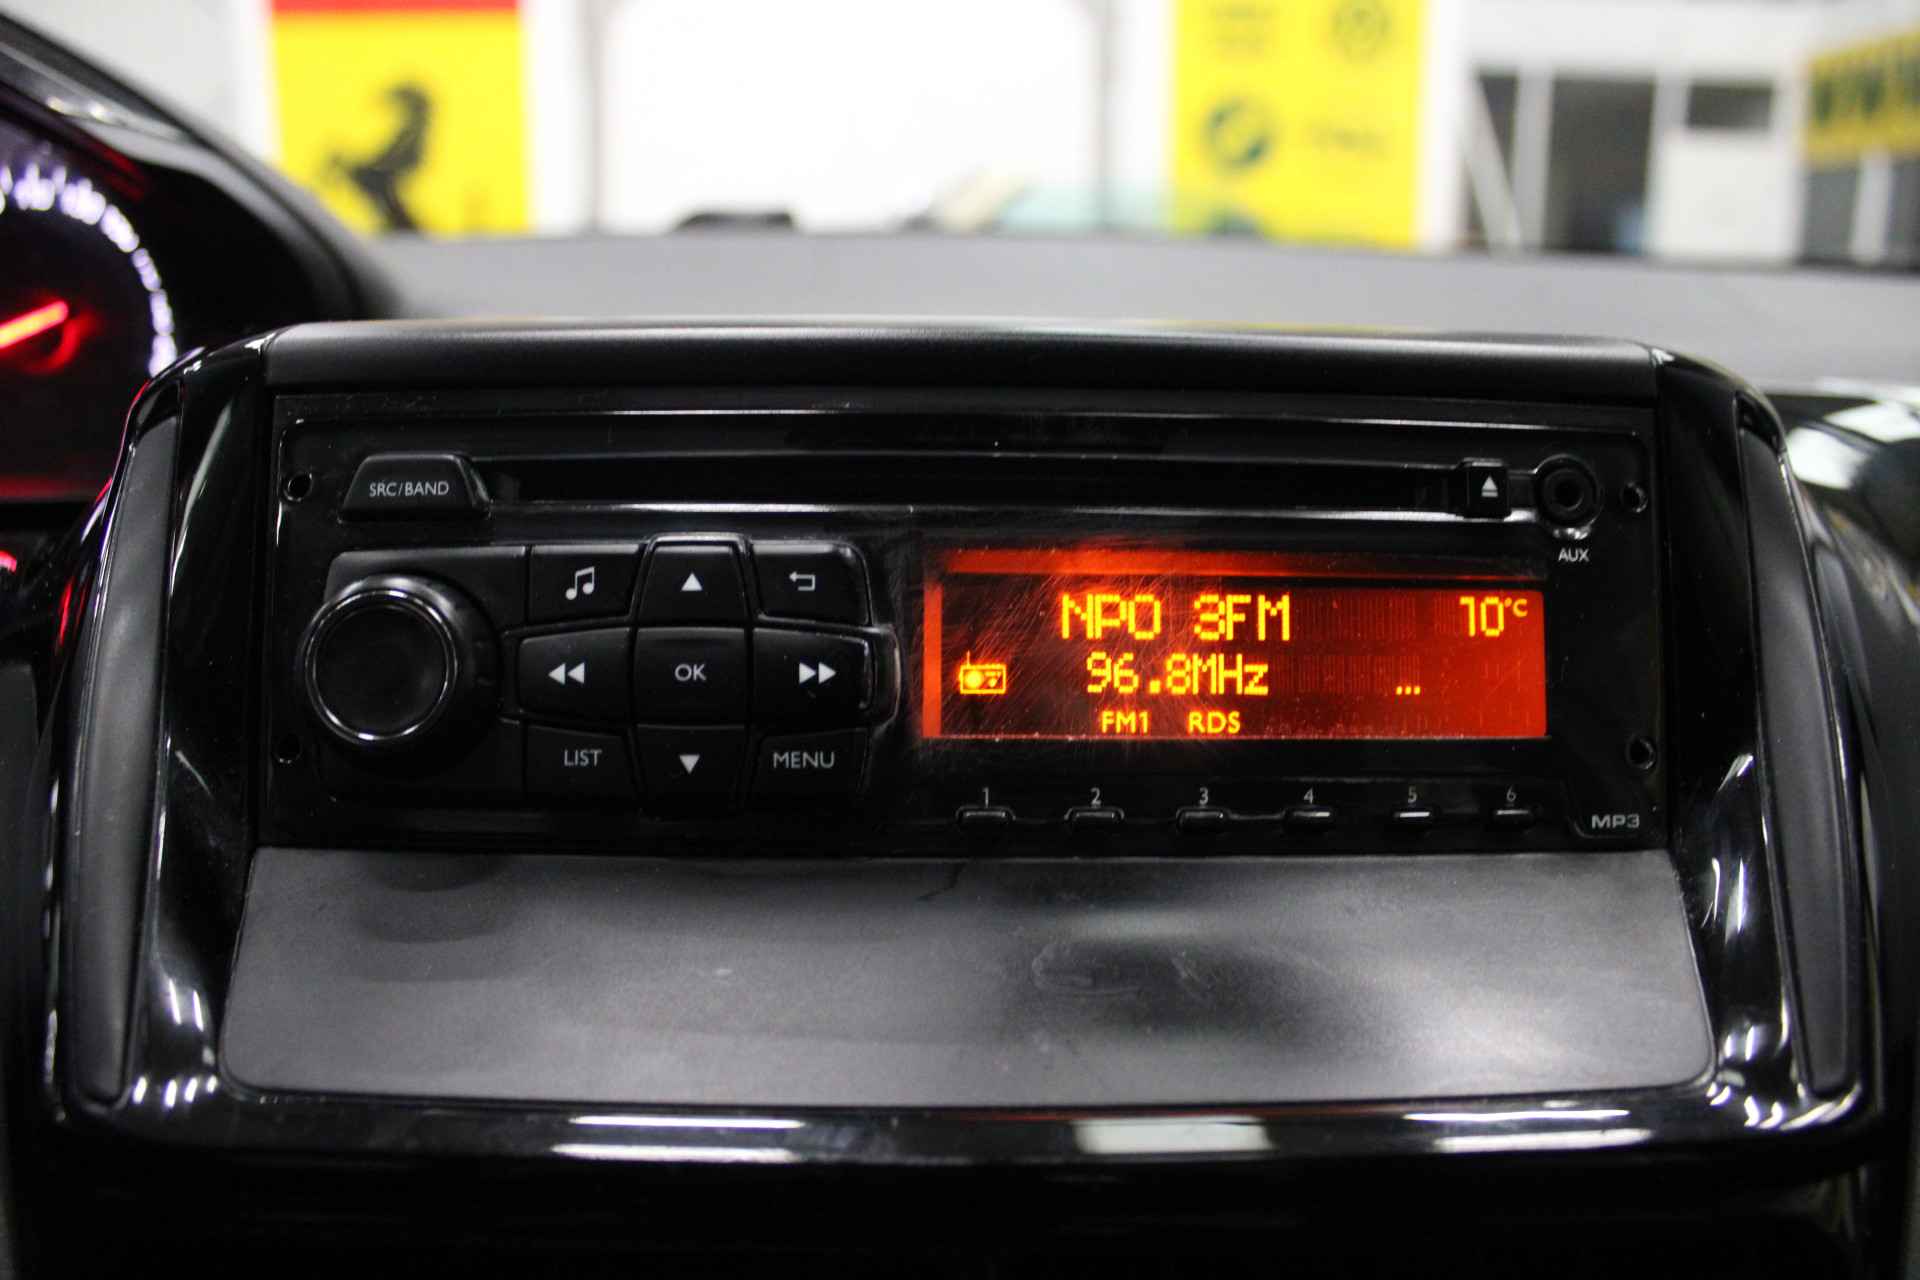 SRC/BAND
AUX
NPO 3FM 10°C
96.8MHz ...
FM1 RDS
OK
LIST MENU
1 2 3 4 5 6
MP3